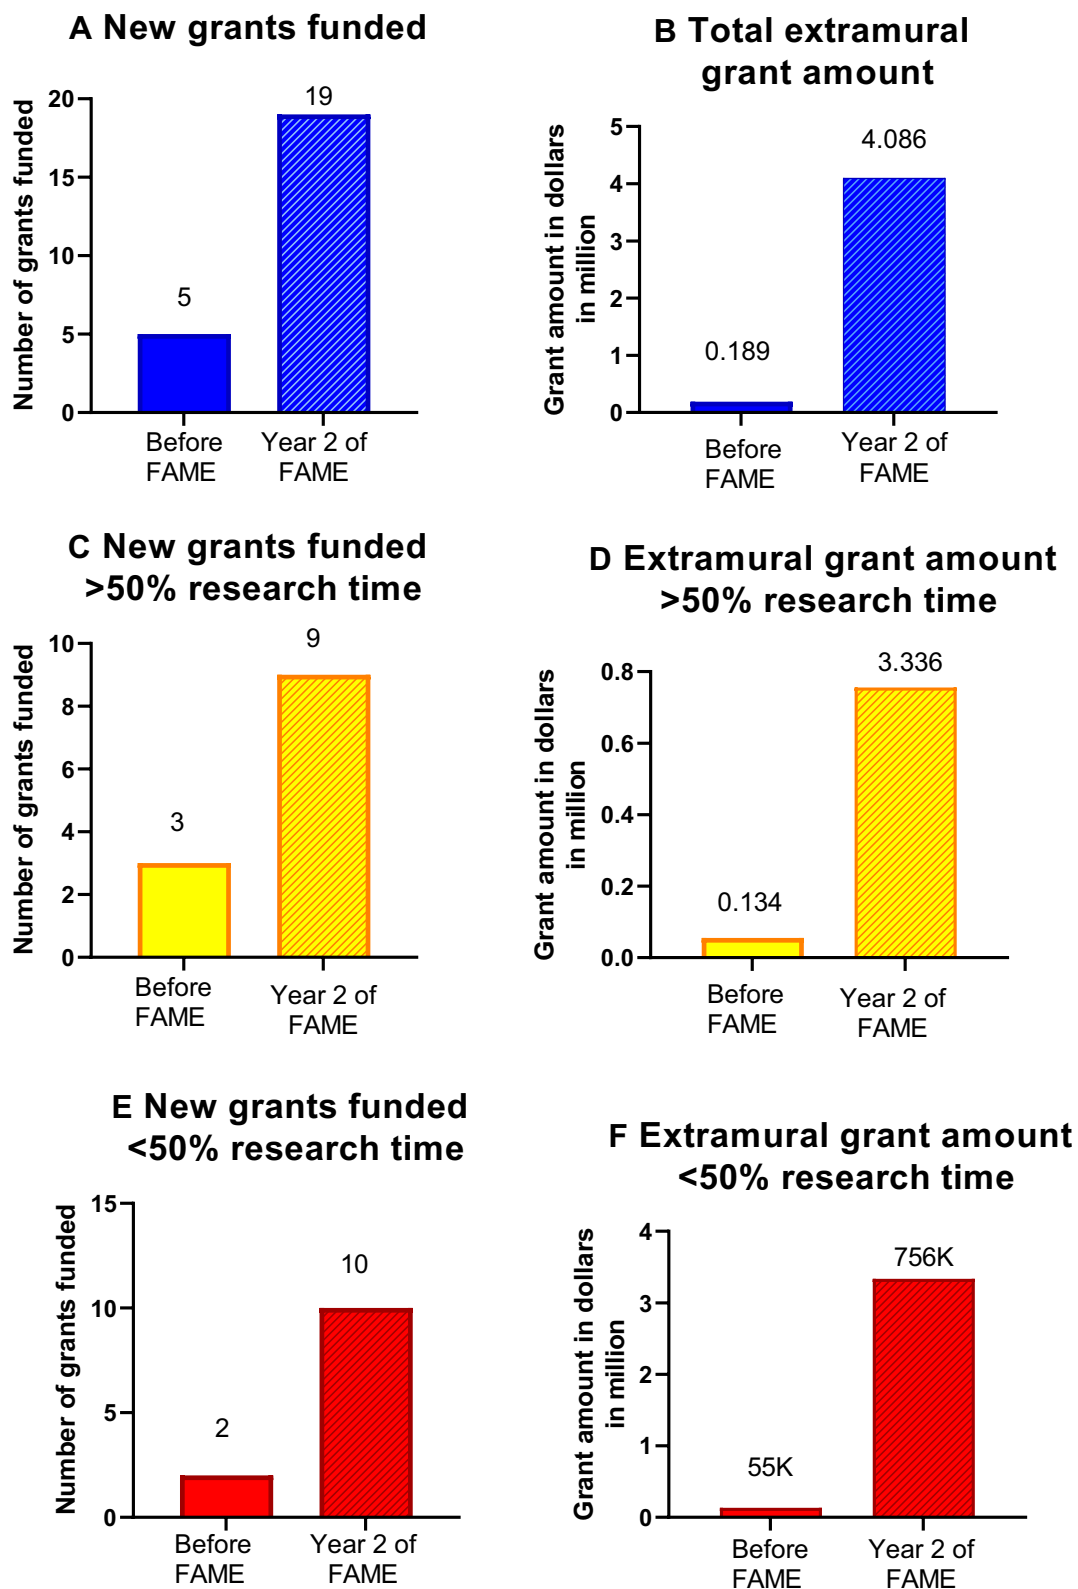 A New grants funded
Number of grants funded
20
15
10
5
0
5
19
Before
FAME
Year 2 of
FAME
B Total extramural
grant amount
Grant amount in dollars
in million
5
4
3
2
1
0
0.189
4.086
Before
FAME
Year 2 of
FAME
C New grants funded
>50% research time
Number of grants funded
10
8
6
4
2
0
3
9
Before
FAME
Year 2 of
FAME
D Extramural grant amount
>50% research time
Grant amount in dollars
in million
0.8
0.6
0.4
0.2
0.0
0.134
3.336
Before
FAME
Year 2 of
FAME
E New grants funded
<50% research time
Number of grants funded
15
10
5
0
2
10
Before
FAME
Year 2 of
FAME
F Extramural grant amount
<50% research time
Grant amount in dollars
in million
4
3
2
1
0
55K
756K
Before
FAME
Year 2 of
FAME